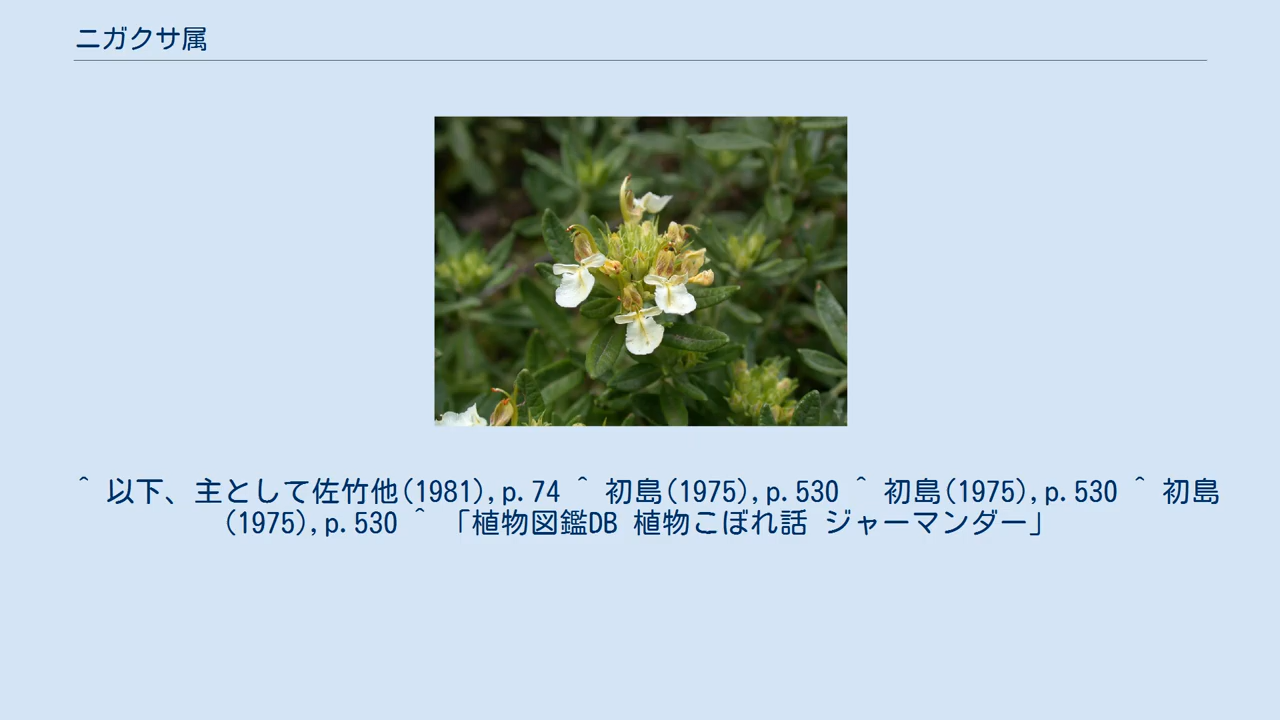 ニガクサ属
^ 以下、主として佐竹他(1981),p.74 ^ 初島(1975),p.530 ^ 初島(1975),p.530 ^ 初島
(1975),p.530 ^ 「植物図鑑DB 植物こぼれ話 ジャーマンダー」